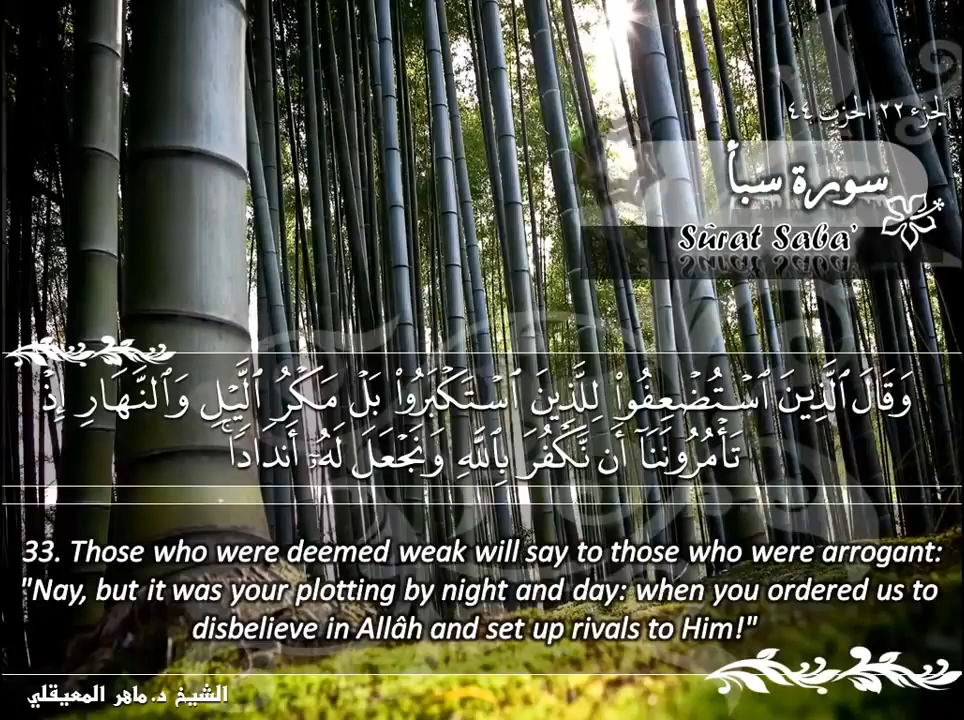 الجزء ٢٢ الحزب ٤٤
سورة سبأ
Sûrat Saba'
وَقَالَ ٱلَّذِينَ ٱسۡتُضۡعِفُواْ لِلَّذِينَ ٱسۡتَكۡبَرُواْ بَلۡ مَكۡرُ ٱلَّيۡلِ وَٱلنَّهَارِ إِذۡ
تَأۡمُرُونَنَآ أَن نَّكۡفُرَ بِٱللَّهِ وَنَجۡعَلَ لَهُۥٓ أَندَادٗاۚ
33. Those who were deemed weak will say to those who were arrogant:
"Nay, but it was your plotting by night and day: when you ordered us to
disbelieve in Allâh and set up rivals to Him!"
الشيخ د. ماهر المعيقلي